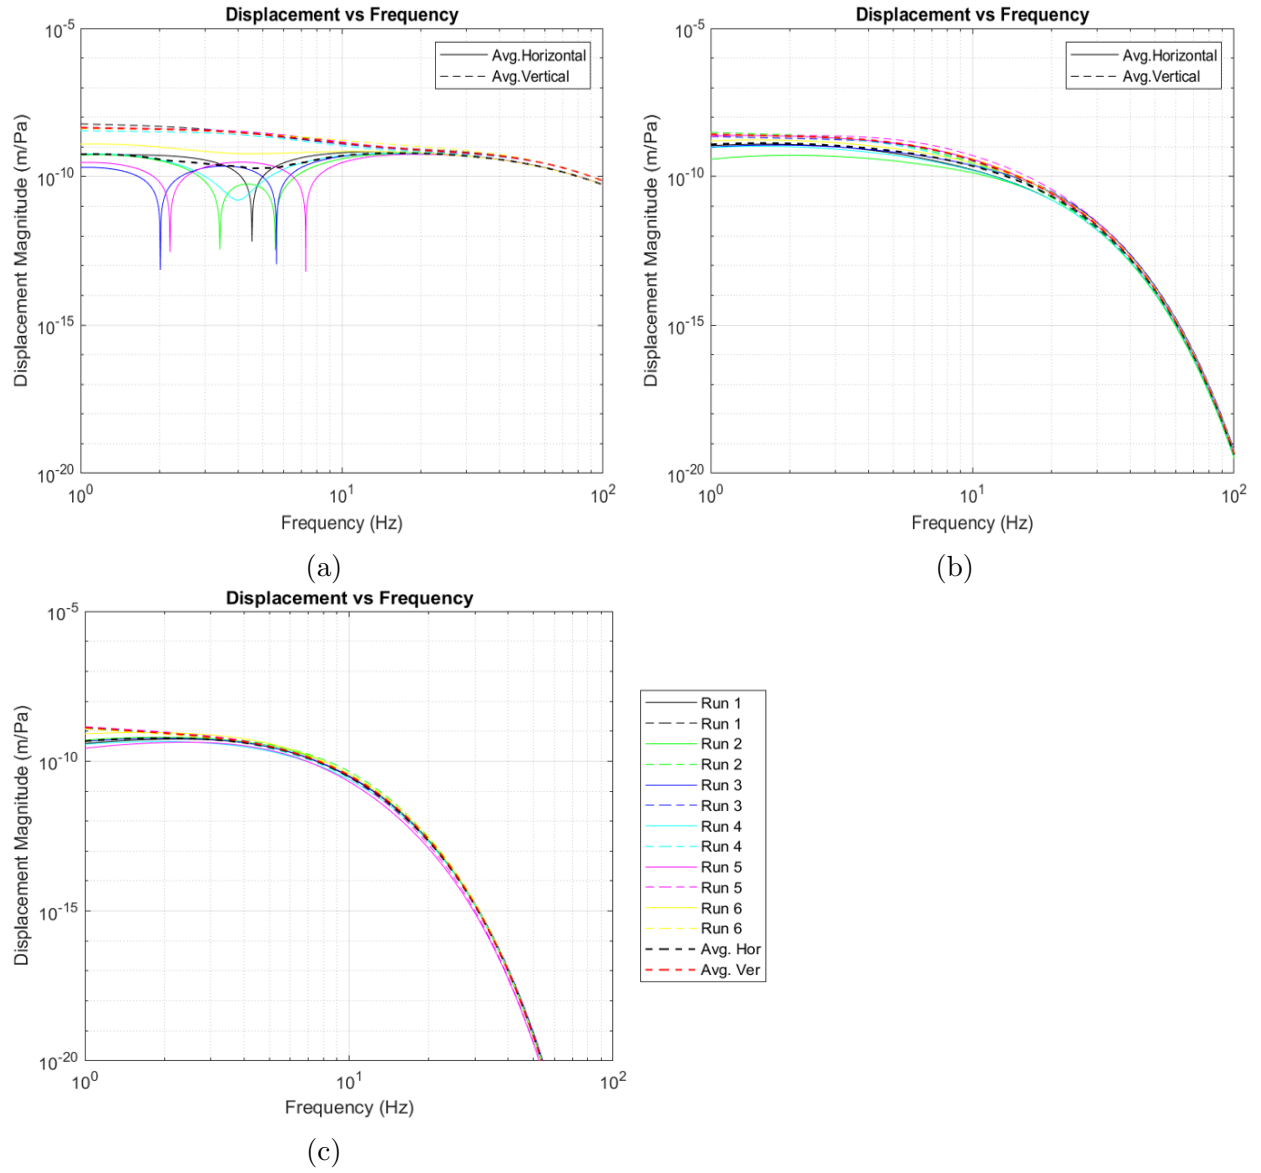 Displacement vs Frequency
10^-5
10^-10
10^-15
10^-20
Displacement Magnitude (m/Pa)
Avg.Horizontal
Avg.Vertical
10^0
10^1
10^2
Frequency (Hz)
(a)
Displacement vs Frequency
10^-5
10^-10
10^-15
10^-20
Displacement Magnitude (m/Pa)
Avg.Horizontal
Avg.Vertical
10^0
10^1
10^2
Frequency (Hz)
(b)
Displacement vs Frequency
10^-5
10^-10
10^-15
10^-20
Displacement Magnitude (m/Pa)
10^0
10^1
10^2
Frequency (Hz)
(c)
Run 1
Run 1
Run 2
Run 2
Run 3
Run 3
Run 4
Run 4
Run 5
Run 5
Run 6
Run 6
Avg. Hor
Avg. Ver